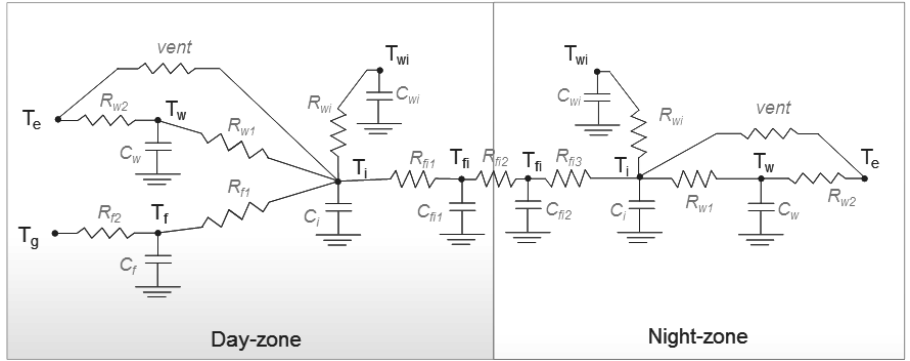 vent
T_wi
T_wi
R_wi
C_wi
C_wi
R_wi
vent
T_e
R_w2
T_w
R_w1
C_w
T_i
R_fi1
T_fi
R_fi2
T_fi
R_fi3
T_i
T_w
T_e
R_w1
R_w2
R_f1
C_i
C_fi1
C_fi2
C_i
C_w
T_g
R_f2
T_f
C_f
Day-zone
Night-zone